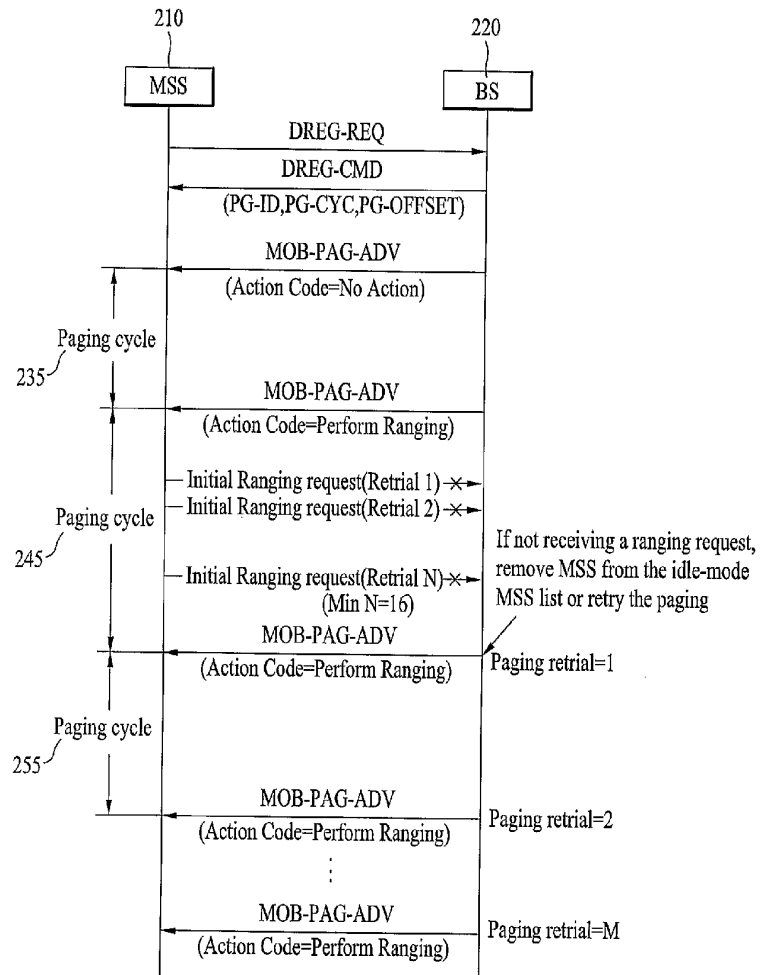 210
220
MSS
BS
DREG-REQ
DREG-CMD
(PG-ID,PG-CYC,PG-OFFSET)
MOB-PAG-ADV
(Action Code=No Action)
Paging cycle
235
MOB-PAG-ADV
(Action Code=Perform Ranging)
Initial Ranging request(Retrial 1)
Initial Ranging request(Retrial 2)
Paging cycle
245
If not receiving a ranging request,
remove MSS from the idle-mode
MSS list or retry the paging
Initial Ranging request(Retrial N)
(Min N=16)
MOB-PAG-ADV
(Action Code=Perform Ranging)
Paging retrial=1
Paging cycle
255
MOB-PAG-ADV
(Action Code=Perform Ranging)
Paging retrial=2
MOB-PAG-ADV
(Action Code=Perform Ranging)
Paging retrial=M